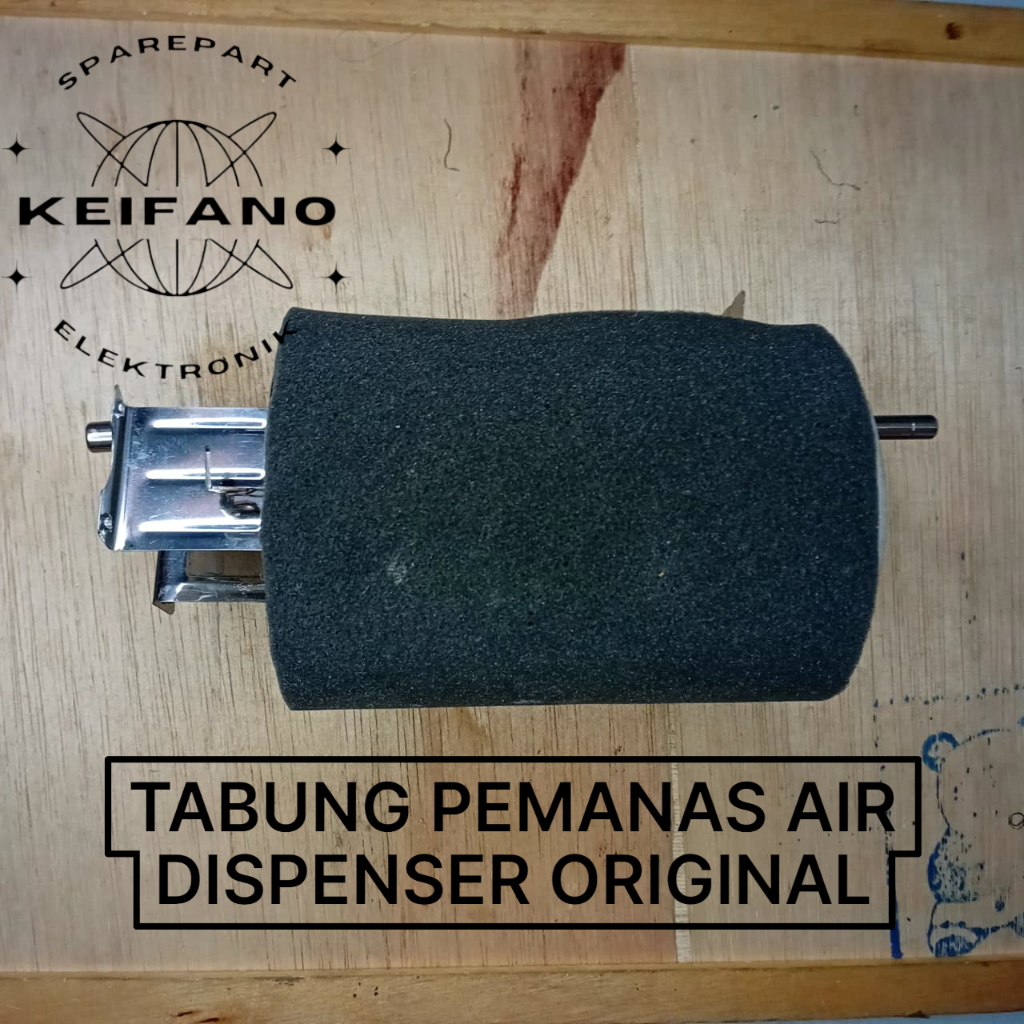 SPAREPART
KEIFANO
ELEKTRONIK
TABUNG PEMANAS AIR
DISPENSER ORIGINAL